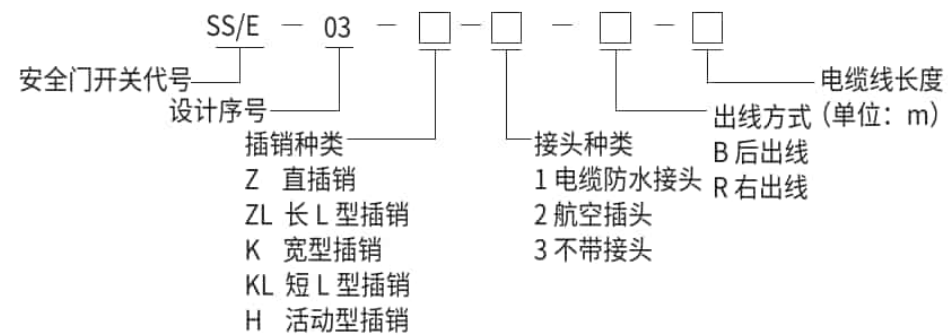 SS/E － 03 － □ － □ － □ － □
安全门开关代号
电缆线长度
设计序号
出线方式（单位：m）
插销种类
接头种类
B 后出线
Z 直插销
1 电缆防水接头
R 右出线
ZL 长 L 型插销
2 航空插头
K 宽型插销
3 不带接头
KL 短 L 型插销
H 活动型插销